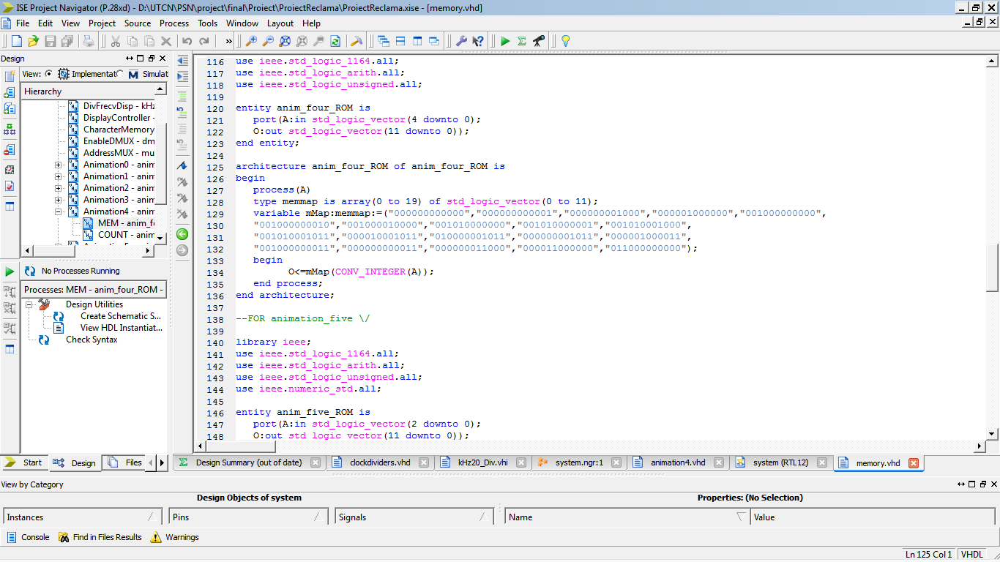 ISE Project Navigator (P.28xd) - D:\UTCN\PSN\project\final\Proiect\ProiectReclama\ProiectReclama.xise - [memory.vhd]
File Edit View Project Source Process Tools Window Layout Help
Design
View: Implementat Simulat
Hierarchy
DivFrecvDisp - kHz
DisplayController -
CharacterMemory
EnableDMUX - dm
AddressMUX - mu
Animation0 - anim
Animation1 - anim
Animation2 - anim
Animation3 - anim
Animation4 - anim
MEM - anim_f
COUNT - anim
No Processes Running
Processes: MEM - anim_four_ROM -
Design Utilities
Create Schematic S...
View HDL Instantiat...
Check Syntax
Start Design Files
116 use ieee.std_logic_1164.all;
117 use ieee.std_logic_arith.all;
118 use ieee.std_logic_unsigned.all;
119
120 entity anim_four_ROM is
121 port(A:in std_logic_vector(4 downto 0);
122 O:out std_logic_vector(11 downto 0));
123 end entity;
124
125 architecture anim_four_ROM of anim_four_ROM is
126 begin
127 process(A)
128 type memmap is array(0 to 19) of std_logic_vector(0 to 11);
129 variable mMap:memmap:=("000000000000","000000000001","000000001000","000001000000","001000000000",
130 "001000000010","001000010000","001010000000","001010000001","001010001000",
131 "001010001011","000010001011","010000001011","000000001011","000001000011",
132 "001000000011","000000000011","000000011000","000011000000","011000000000");
133 begin
134 O<=mMap(CONV_INTEGER(A));
135 end process;
136 end architecture;
137
138 --FOR animation_five \/
139
140 library ieee;
141 use ieee.std_logic_1164.all;
142 use ieee.std_logic_arith.all;
143 use ieee.std_logic_unsigned.all;
144 use ieee.numeric_std.all;
145
146 entity anim_five_ROM is
147 port(A:in std_logic_vector(2 downto 0);
148 O:out std_logic_vector(11 downto 0));
Design Summary (out of date) clockdividers.vhd kHz20_Div.vhi system.ngr:1 animation4.vhd system (RTL12) memory.vhd
View by Category
Design Objects of system Properties: (No Selection)
Instances Pins Signals Name Value
Console Find in Files Results Warnings
Ln 125 Col 1 VHDL